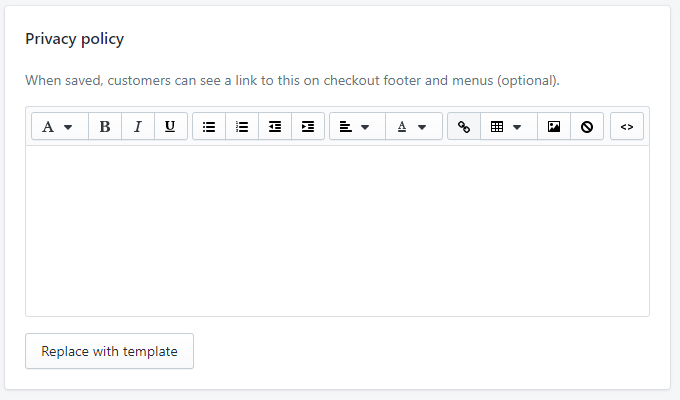 Privacy policy
When saved, customers can see a link to this on checkout footer and menus (optional).
A B I U A <>
Replace with template